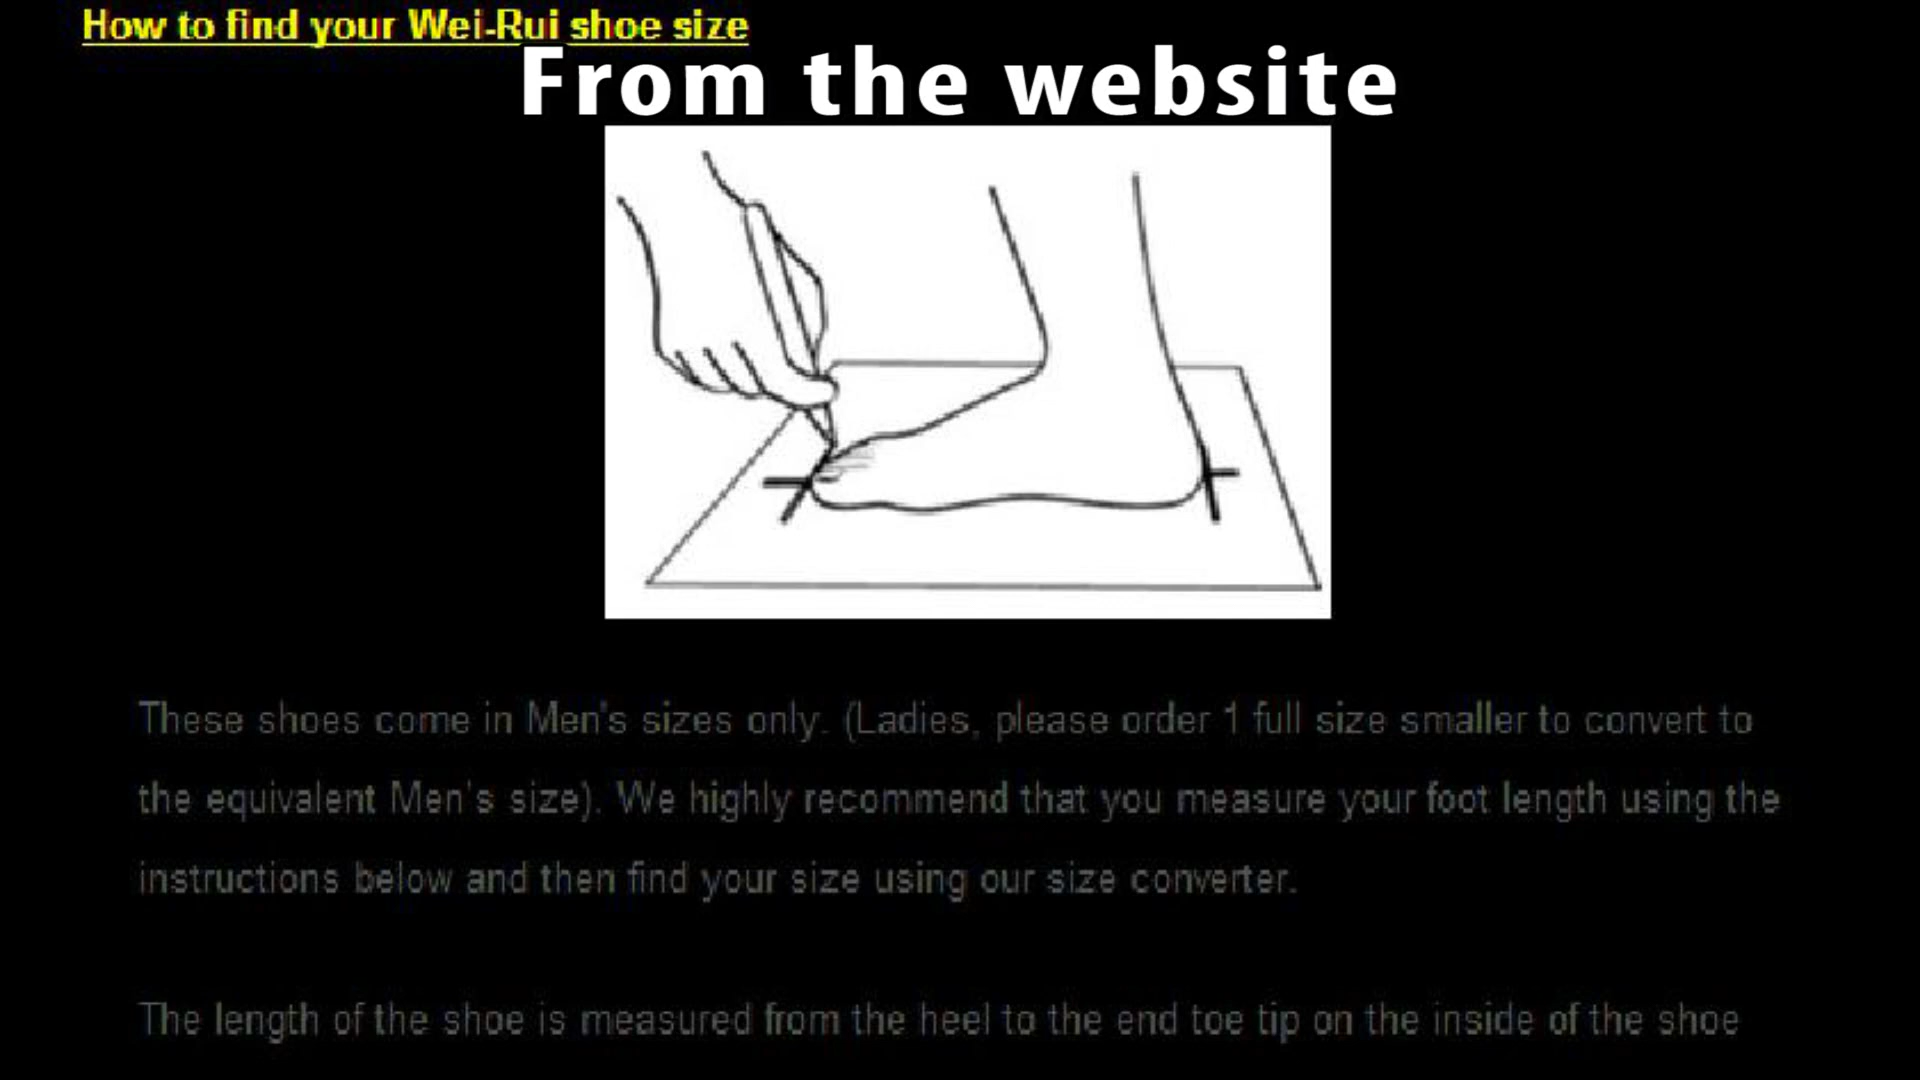 How to find your Wei-Rui shoe size
From the website
These shoes come in Men's sizes only. (Ladies, please order 1 full size smaller to convert to
the equivalent Men's size). We highly recommend that you measure your foot length using the
instructions below and then find your size using our size converter.
The length of the shoe is measured from the heel to the end toe tip on the inside of the shoe